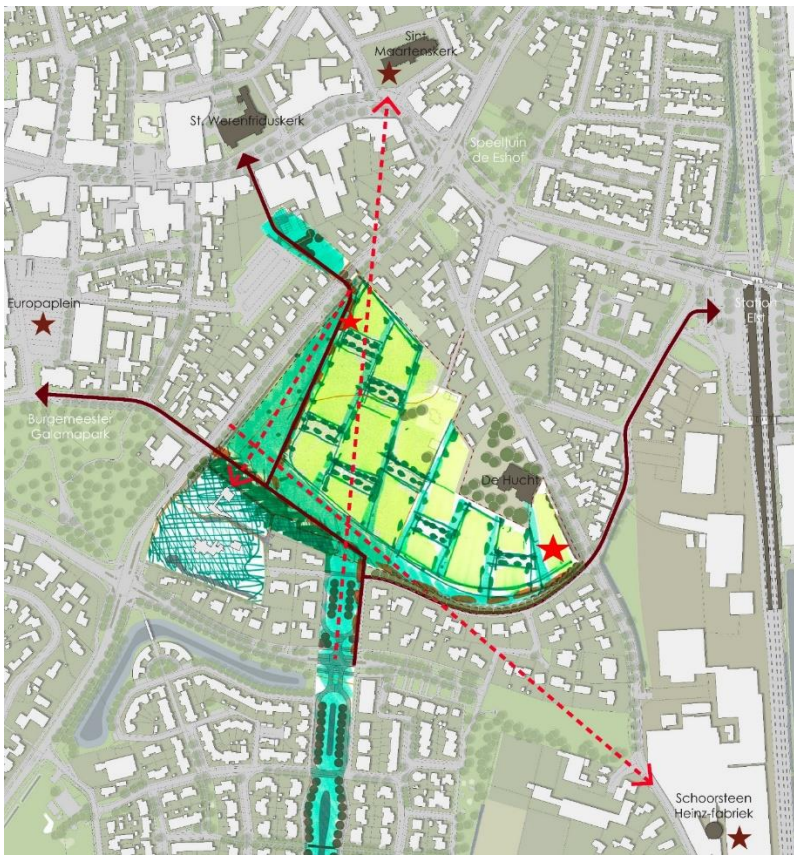 Sint
Maartenskerk
St. Werenfriduskerk
Speeltuin
de Eshof
Europaplein
Station
Elst
Burgemeester
Galamapark
De Hucht
Schoorsteen
Heinz-fabriek